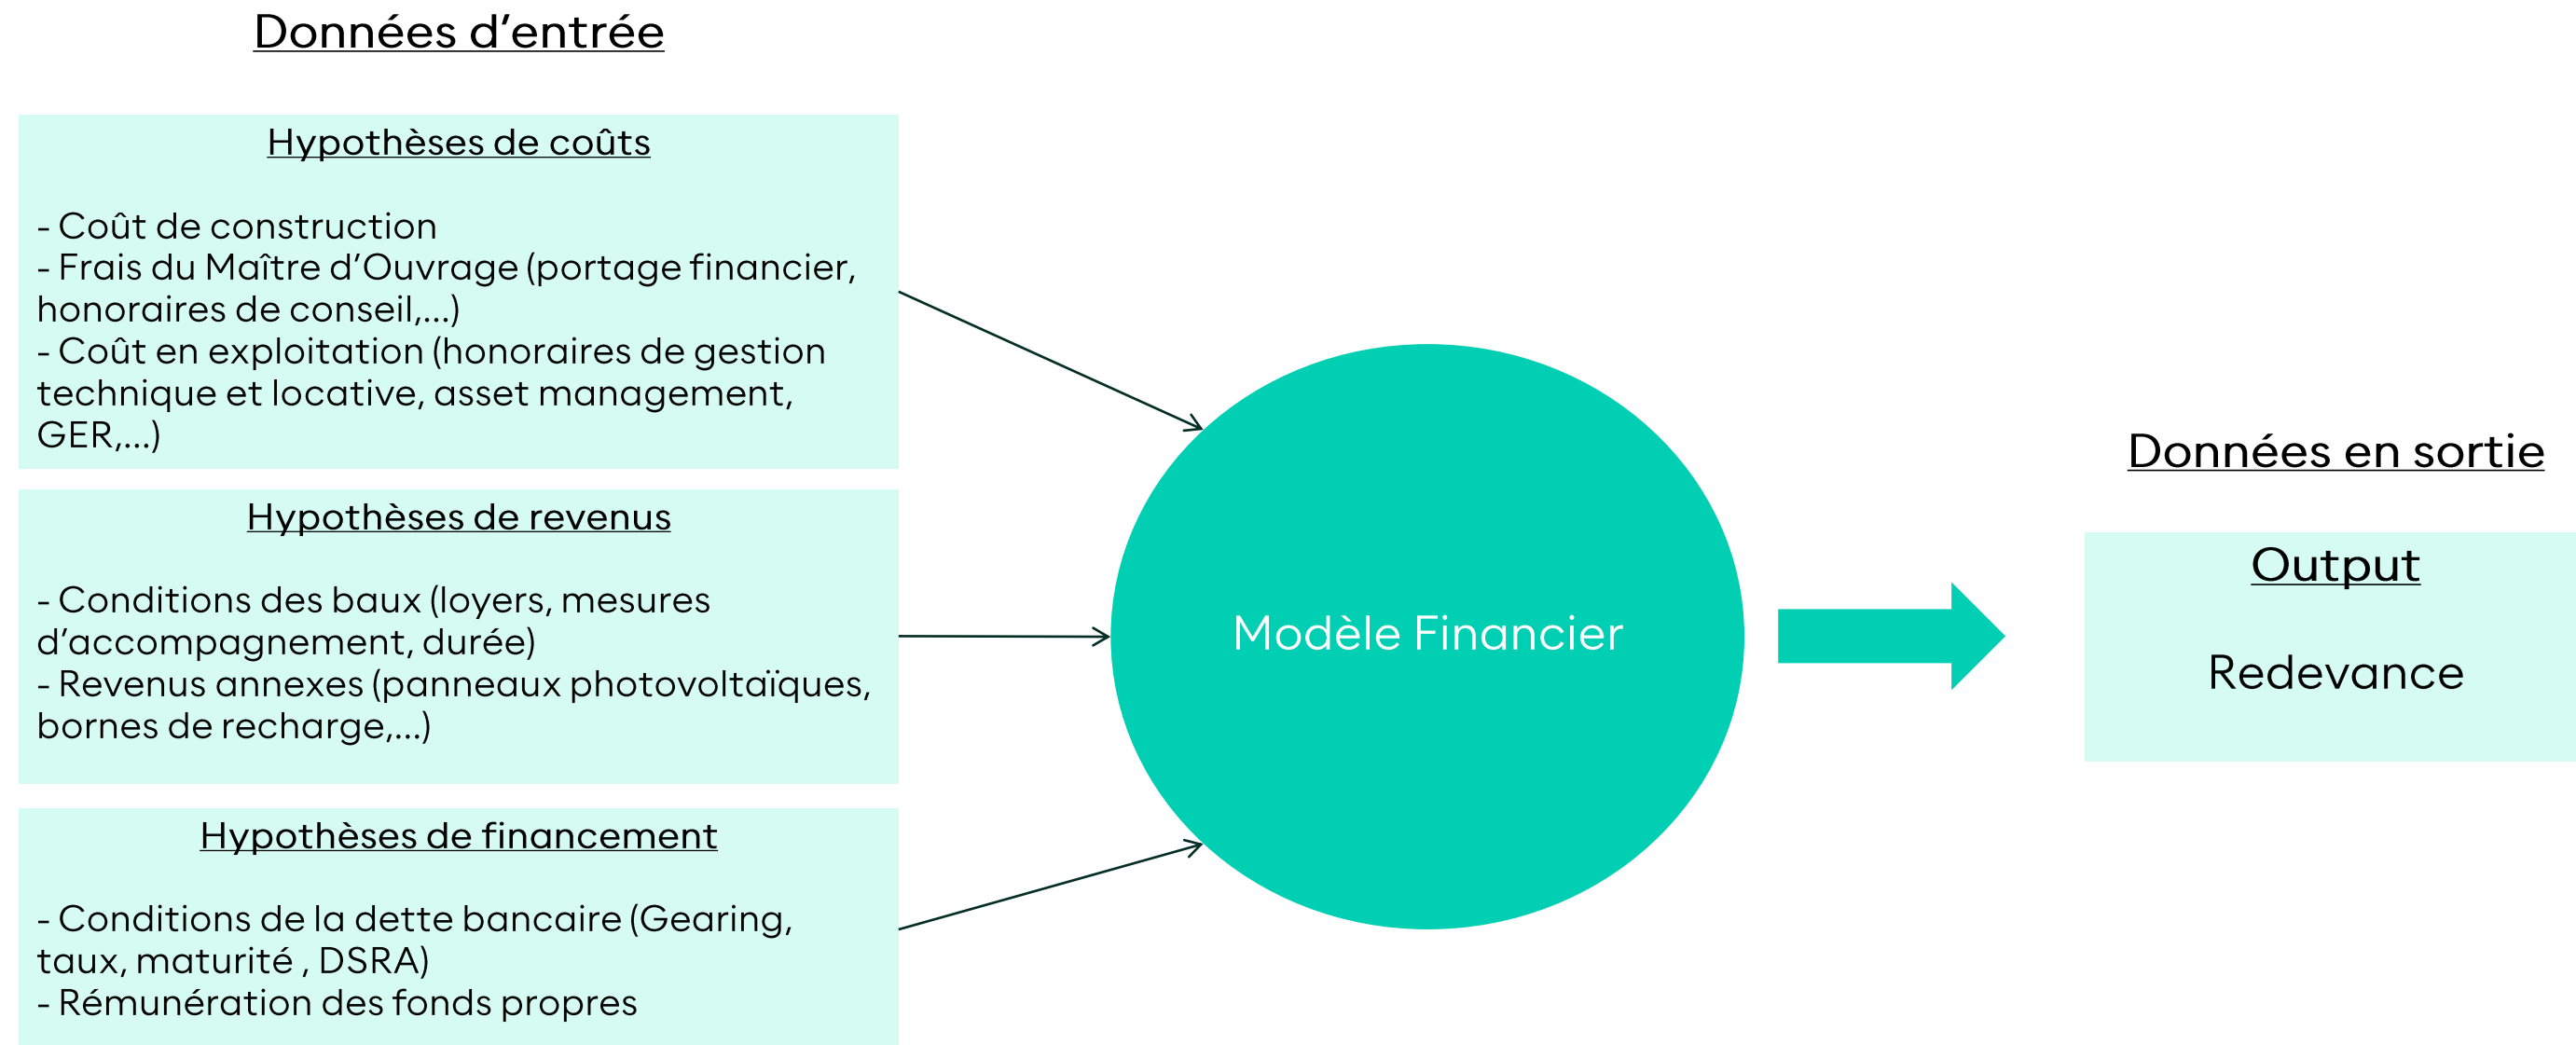 Données d’entrée
Hypothèses de coûts
- Coût de construction
- Frais du Maître d’Ouvrage (portage financier,
honoraires de conseil,...)
- Coût en exploitation (honoraires de gestion
technique et locative, asset management,
GER,...)
Hypothèses de revenus
- Conditions des baux (loyers, mesures
d’accompagnement, durée)
- Revenus annexes (panneaux photovoltaïques,
bornes de recharge,...)
Hypothèses de financement
- Conditions de la dette bancaire (Gearing,
taux, maturité , DSRA)
- Rémunération des fonds propres
Modèle Financier
Données en sortie
Output
Redevance